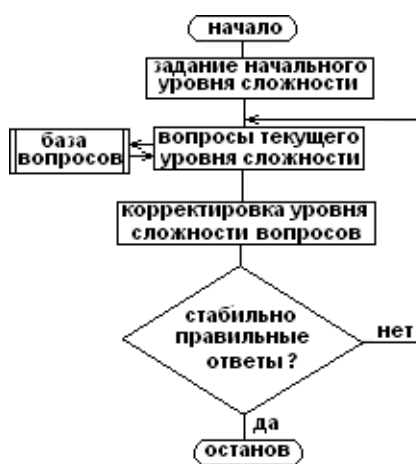 начало
задание начального
уровня сложности
база
вопросов
вопросы текущего
уровня сложности
корректировка уровня
сложности вопросов
стабильно
правильные
ответы ?
нет
да
останов